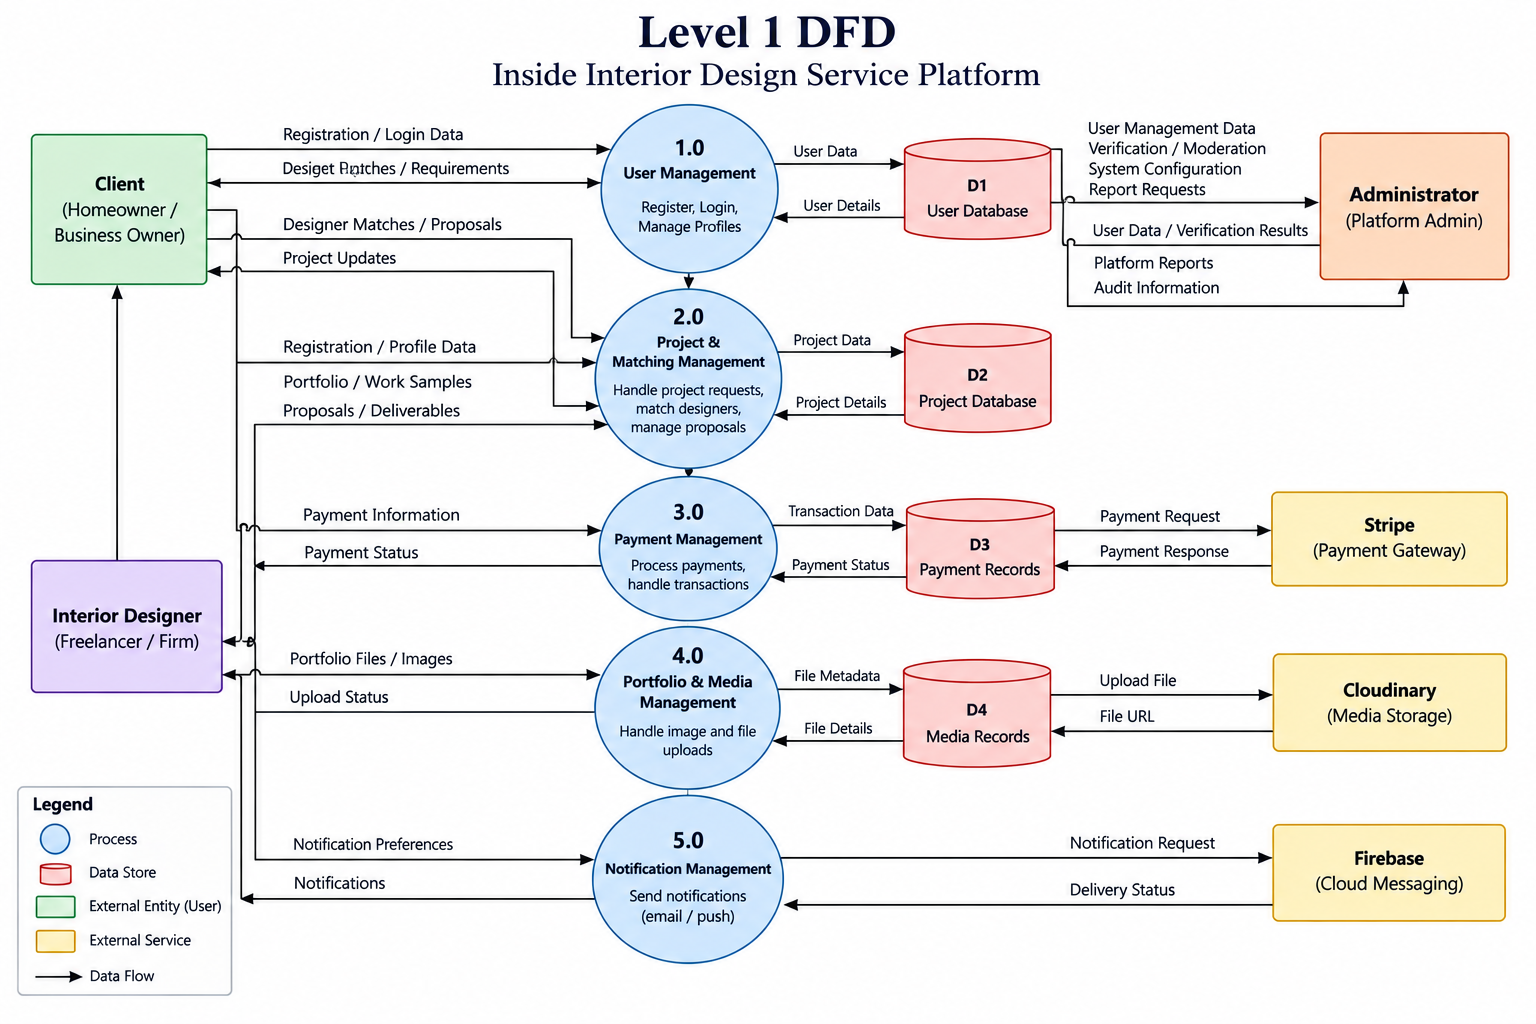 Level 1 DFD
Inside Interior Design Service Platform
Client
(Homeowner /
Business Owner)
Registration / Login Data
/ Requirements
Designer Matches / Proposals
Project Updates
Registration / Profile Data
Portfolio / Work Samples
Proposals / Deliverables
Payment Information
Payment Status
Interior Designer
(Freelancer / Firm)
Portfolio Files / Images
Upload Status
Notification Preferences
Notifications
1.0
User Management
Register, Login,
Manage Profiles
2.0
Project &
Matching Management
Handle project requests,
match designers,
manage proposals
3.0
Payment Management
Process payments,
handle transactions
4.0
Portfolio & Media
Management
Handle image and file
uploads
5.0
Notification Management
Send notifications
(email / push)
User Data
User Details
Project Data
Project Details
Transaction Data
Payment Status
File Metadata
File Details
D1
User Database
D2
Project Database
D3
Payment Records
D4
Media Records
User Management Data
Verification / Moderation
System Configuration
Report Requests
User Data / Verification Results
Platform Reports
Audit Information
Payment Request
Payment Response
Upload File
File URL
Notification Request
Delivery Status
Administrator
(Platform Admin)
Stripe
(Payment Gateway)
Cloudinary
(Media Storage)
Firebase
(Cloud Messaging)
Legend
Process
Data Store
External Entity (User)
External Service
Data Flow